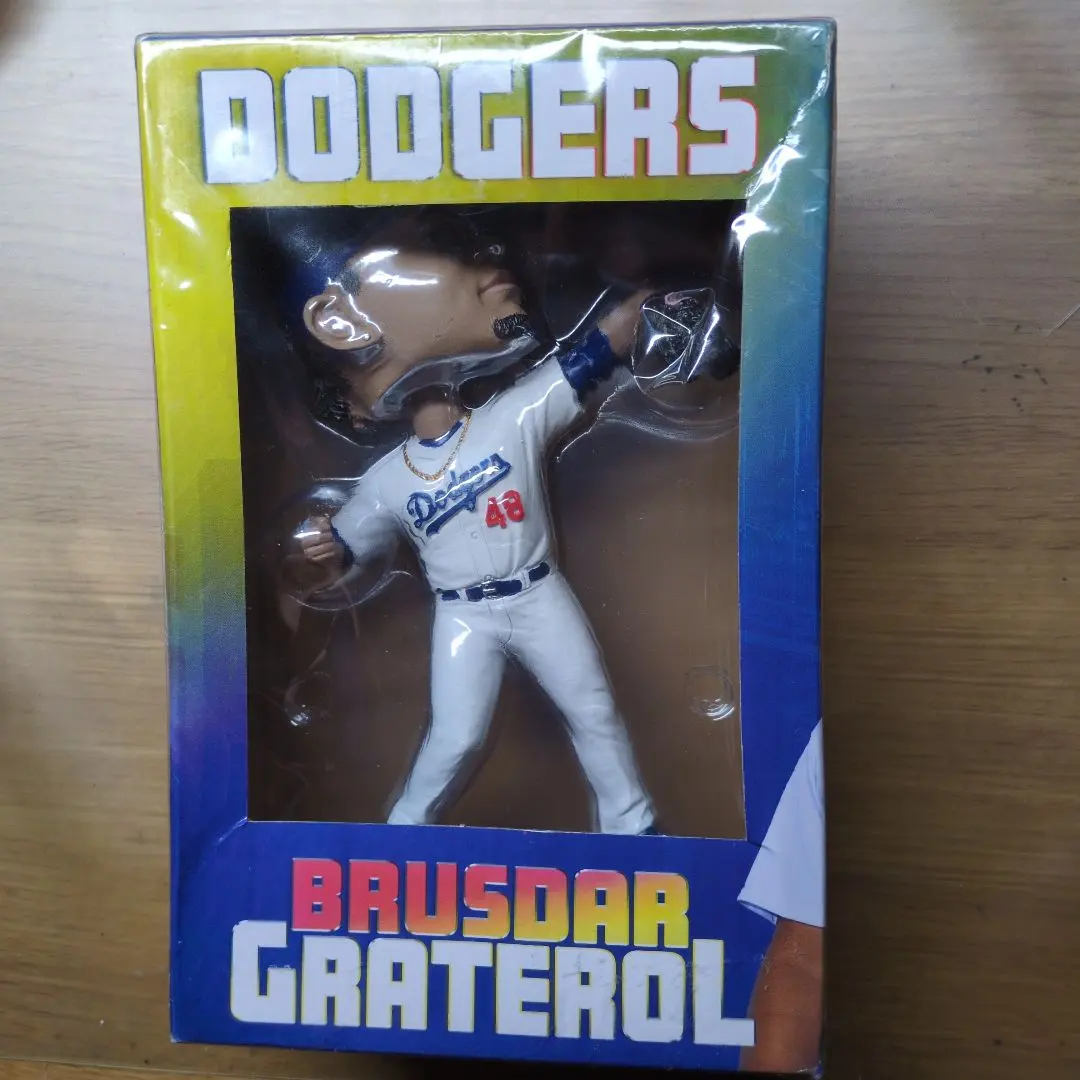 DODGERS
Dodgers
48
BRUSDAR
GRATEROL